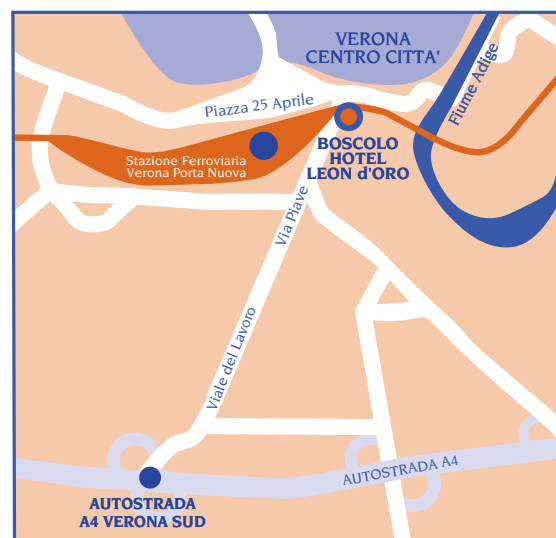 VERONA
CENTRO CITTA'
Fiume Adige
Piazza 25 Aprile
BOSCOLO
HOTEL
LEON d'ORO
Stazione Ferroviaria
Verona Porta Nuova
Via Piave
Viale del Lavoro
AUTOSTRADA A4
AUTOSTRADA
A4 VERONA SUD